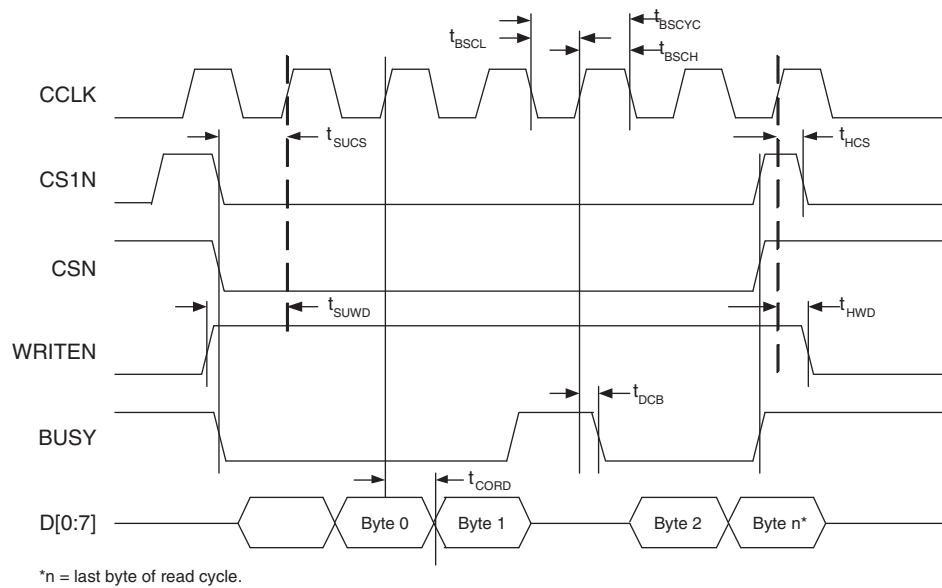 tBSCYC
tBSCL
tBSCH
CCLK
tSUCS
tHCS
CS1N
CSN
tSUWD
tHWD
WRITEN
tDCB
BUSY
tCORD
D[0:7]
Byte 0
Byte 1
Byte 2
Byte n*
*n = last byte of read cycle.